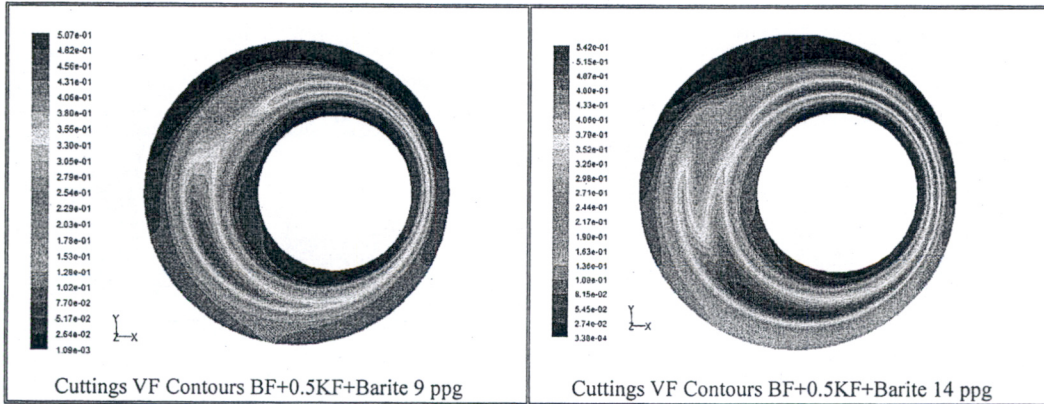 5.07e-01
4.82e-01
4.56e-01
4.31e-01
4.06e-01
3.80e-01
3.55e-01
3.30e-01
3.05e-01
2.79e-01
2.54e-01
2.29e-01
2.03e-01
1.78e-01
1.53e-01
1.28e-01
1.02e-01
7.70e-02
5.17e-02
2.64e-02
1.09e-03
Y
Z X
Cuttings VF Contours BF+0.5KF+Barite 9 ppg
5.42e-01
5.15e-01
4.33e-01
4.06e-01
3.79e-01
3.52e-01
3.25e-01
2.98e-01
2.71e-01
2.44e-01
2.17e-01
1.90e-01
1.63e-01
1.36e-01
1.09e-01
8.15e-02
5.45e-02
2.74e-02
3.38e-04
Y
Z X
Cuttings VF Contours BF+0.5KF+Barite 14 ppg